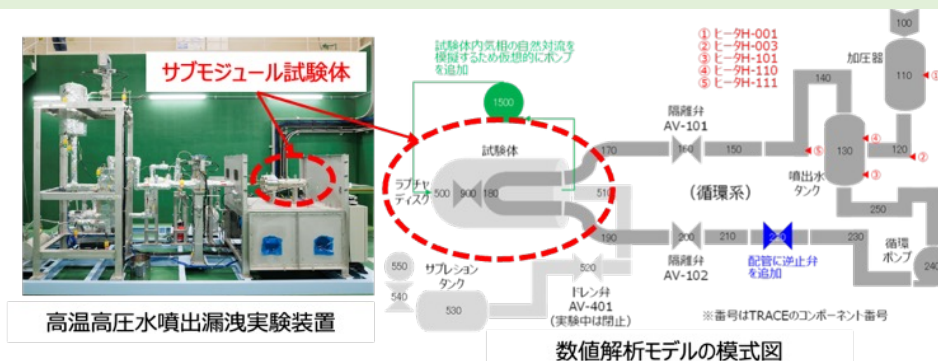 サブモジュール試験体
高温高圧水噴出漏洩実験装置
試験体内気相の自然対流を
模擬するため仮想的にポンプ
を追加
1500
試験体
ラプチャ
ディスク
500
900
180
510
170
隔離弁
AV-101
160
150
(循環系)
190
隔離弁
AV-102
200
210
配管に逆止弁
を追加
230
循環
ポンプ
240
250
① ヒータH-001
② ヒータH-003
③ ヒータH-101
④ ヒータH-110
⑤ ヒータH-111
140
130
噴出水
タンク
120
加圧器
100
110
①
②
③
④
⑤
550
540
サプレション
タンク
530
520
ドレン弁
AV-401
(実験中は閉止)
※番号はTRACEのコンポーネント番号
数値解析モデルの模式図